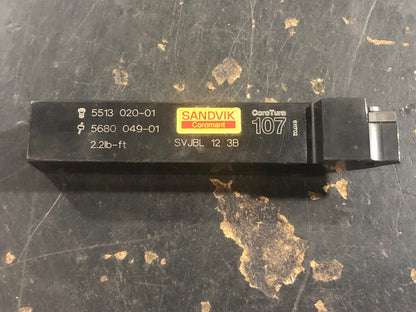 5513 020-01
5680 049-01
2.2lb-ft
SANDVIK
Coromant
SVJBL 12 3B
CoroTurn
107